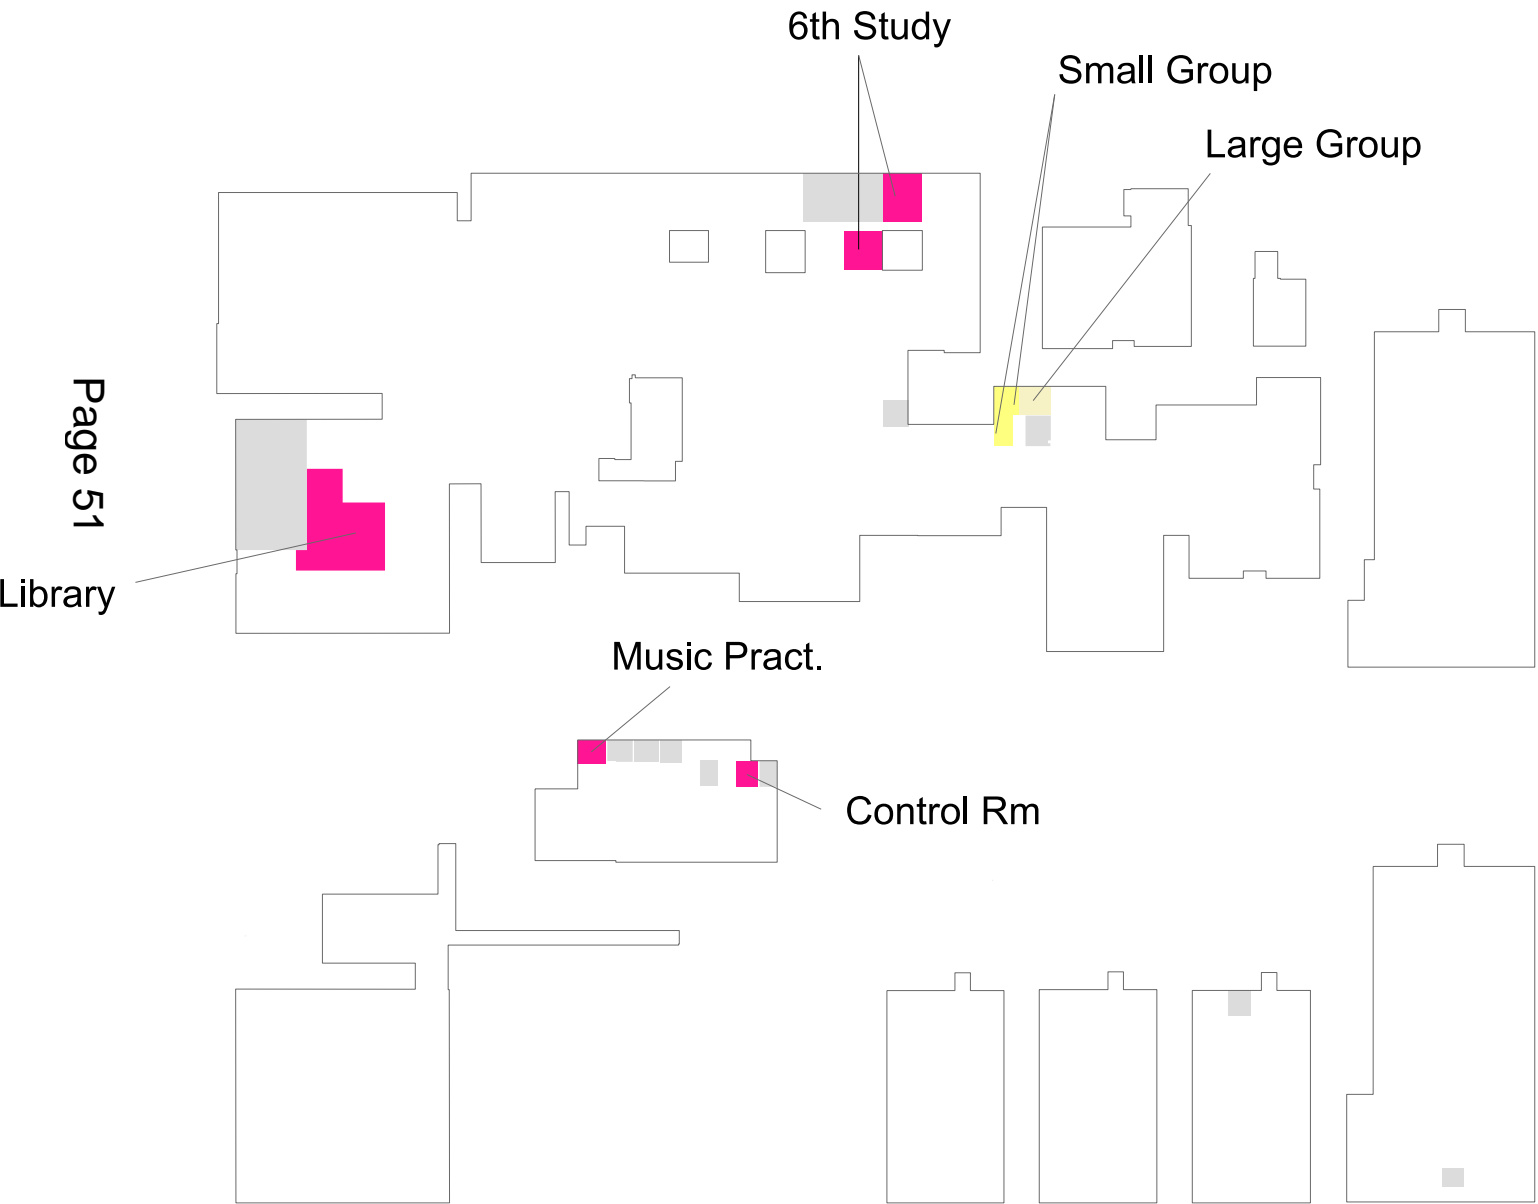 6th Study
Small Group
Large Group
Page 51
Library
Music Pract.
Control Rm